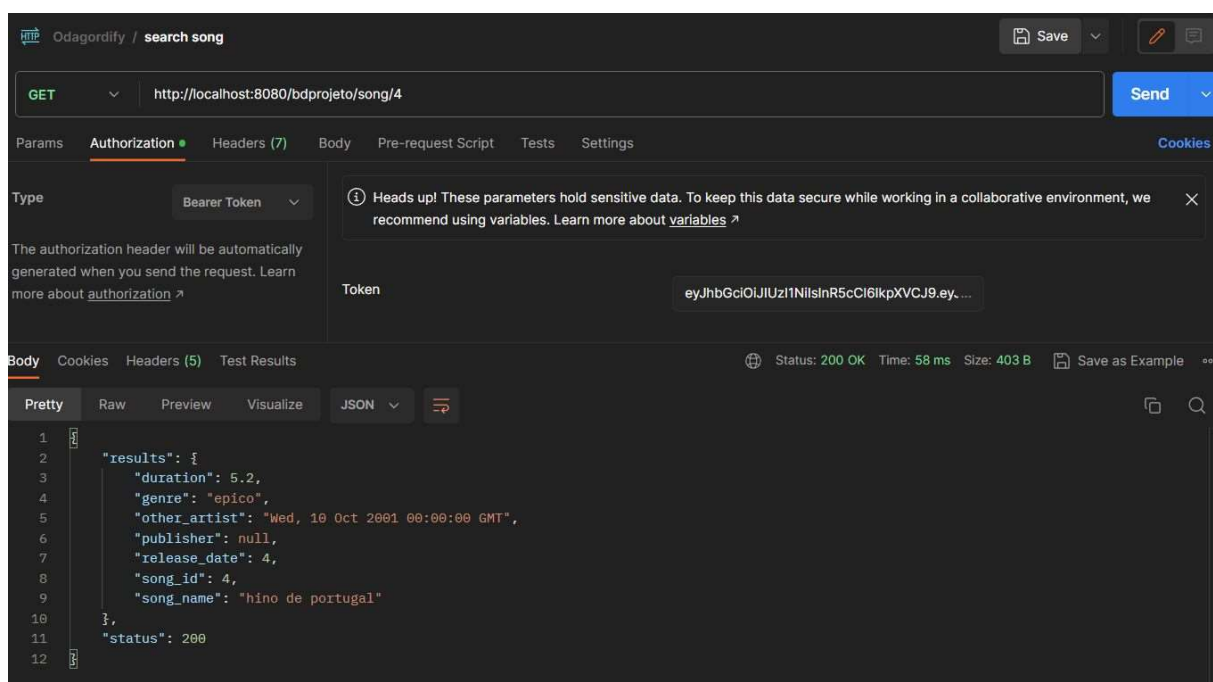 HTTP Odagordify / search song Save
GET http://localhost:8080/bdprojeto/song/4 Send
Params Authorization Headers (7) Body Pre-request Script Tests Settings Cookies
Type Bearer Token
Heads up! These parameters hold sensitive data. To keep this data secure while working in a collaborative environment, we
recommend using variables. Learn more about variables ↗
The authorization header will be automatically
generated when you send the request. Learn
more about authorization ↗
Token eyJhbGciOiJIUzI1NiIsInR5cCI6IkpXVCJ9.ey...
Body Cookies Headers (5) Test Results Status: 200 OK Time: 58 ms Size: 403 B Save as Example
Pretty Raw Preview Visualize JSON
1 {
2 "results": {
3 "duration": 5.2,
4 "genre": "epico",
5 "other_artist": "Wed, 10 Oct 2001 00:00:00 GMT",
6 "publisher": null,
7 "release_date": 4,
8 "song_id": 4,
9 "song_name": "hino de portugal"
10 },
11 "status": 200
12 }